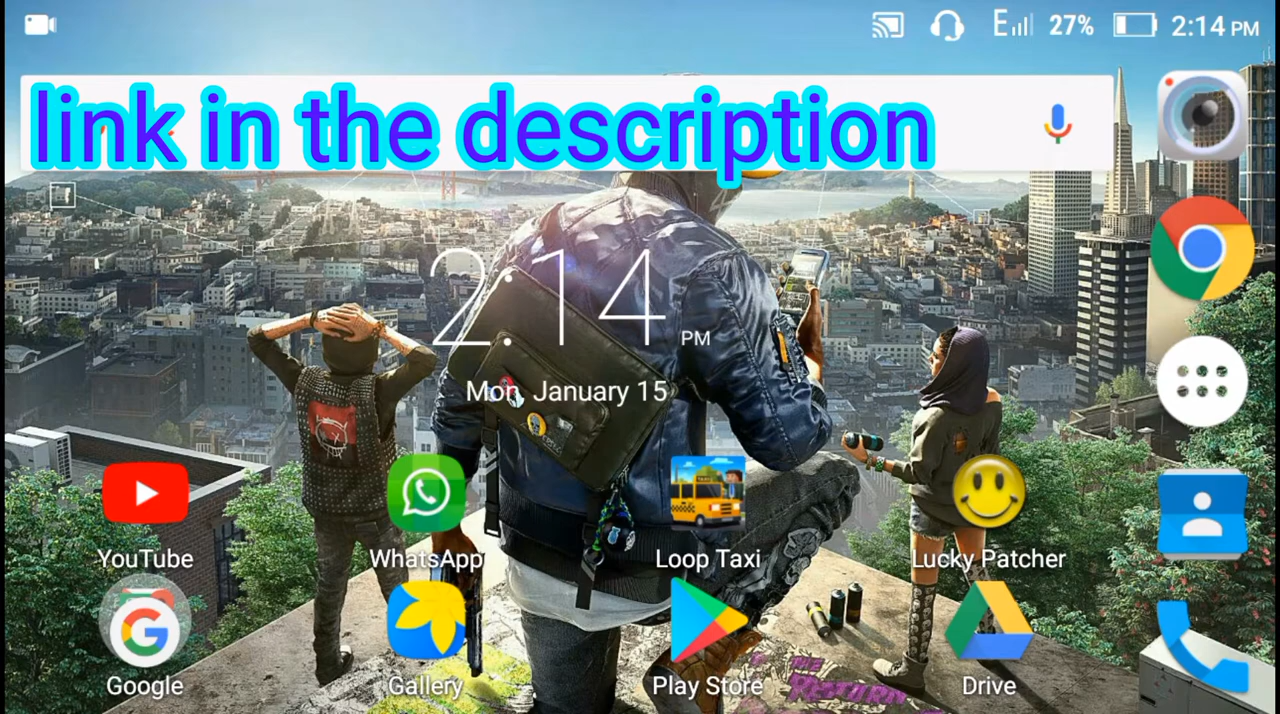 E 27% 2:14 PM
link in the description
2:14 PM
Mon, January 15
YouTube WhatsApp Loop Taxi Lucky Patcher
Google Gallery Play Store Drive